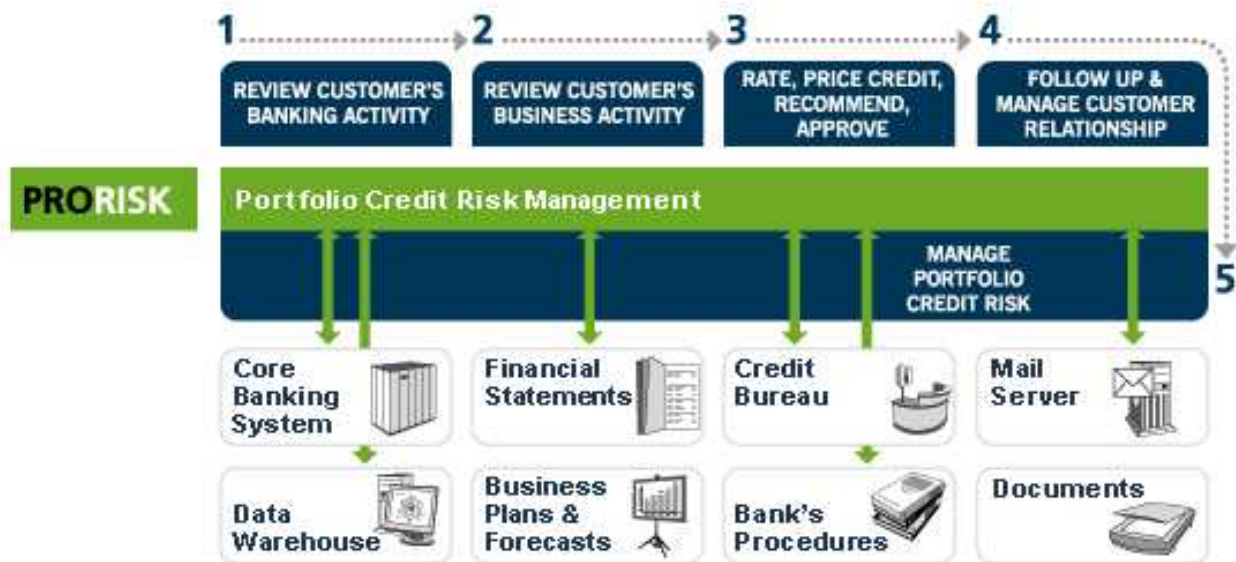 1
2
3
4
REVIEW CUSTOMER'S
BANKING ACTIVITY
REVIEW CUSTOMER'S
BUSINESS ACTIVITY
RATE, PRICE CREDIT,
RECOMMEND,
APPROVE
FOLLOW UP &
MANAGE CUSTOMER
RELATIONSHIP
PRORISK
Portfolio Credit Risk Management
MANAGE
PORTFOLIO
CREDIT RISK
5
Core
Banking
System
Financial
Statements
Credit
Bureau
Mail
Server
Data
Warehouse
Business
Plans &
Forecasts
Bank's
Procedures
Documents